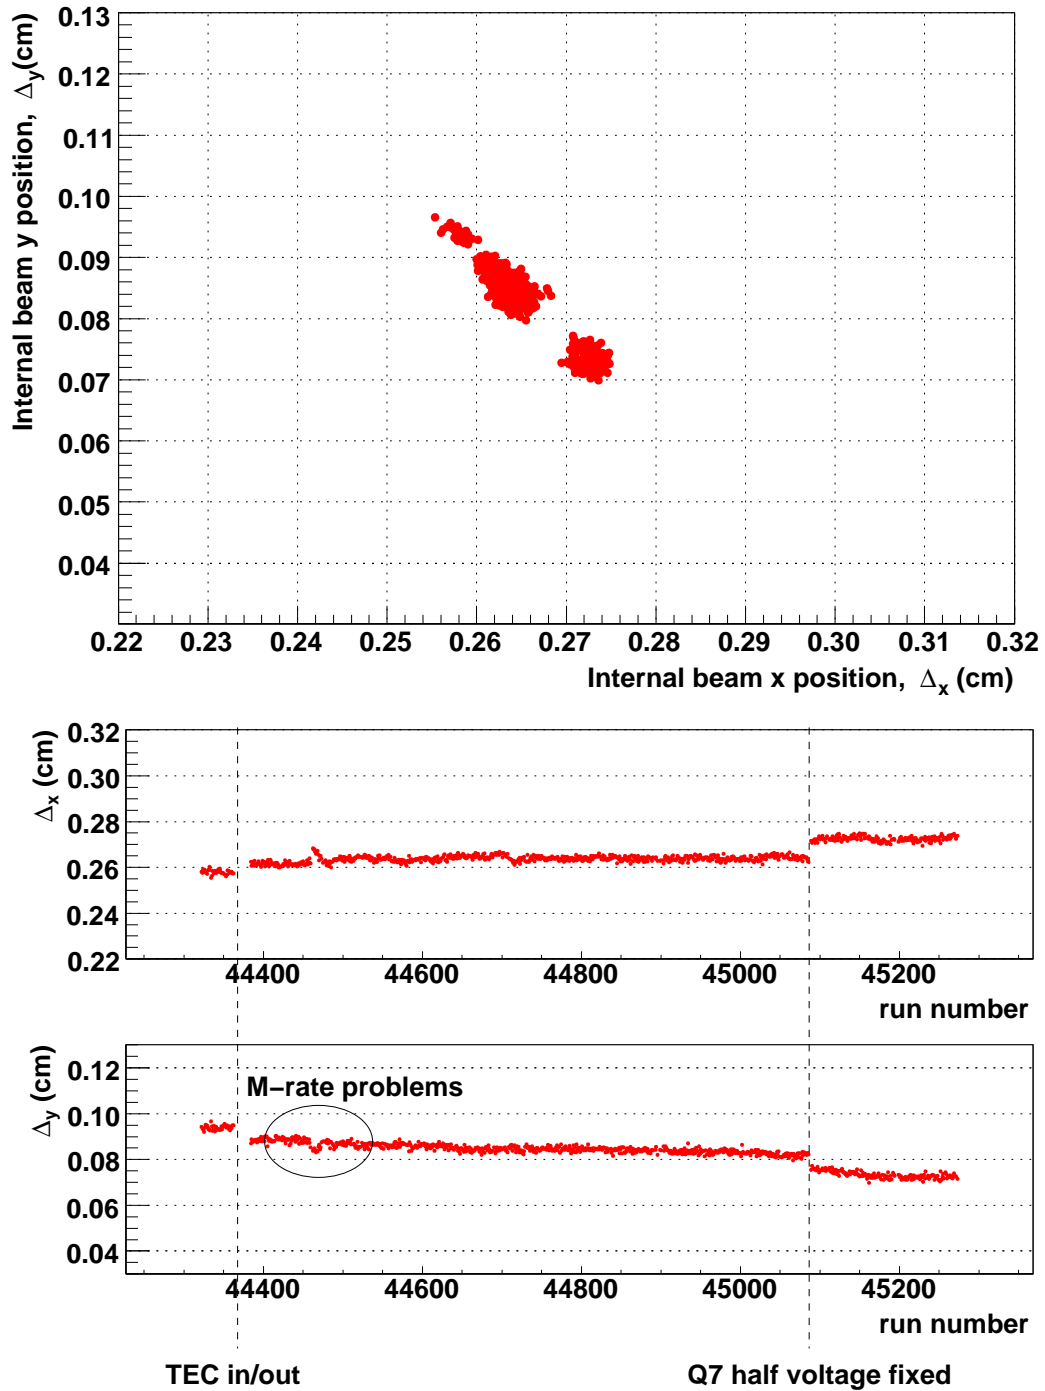 Internal beam y position, Δy(cm)
0.13
0.12
0.11
0.10
0.09
0.08
0.07
0.06
0.05
0.04
0.22 0.23 0.24 0.25 0.26 0.27 0.28 0.29 0.30 0.31 0.32
Internal beam x position, Δx (cm)
Δx (cm)
0.32
0.30
0.28
0.26
0.24
0.22
44400 44600 44800 45000 45200
run number
Δy (cm)
0.12
0.10
0.08
0.06
0.04
M−rate problems
44400 44600 44800 45000 45200
run number
TEC in/out Q7 half voltage fixed